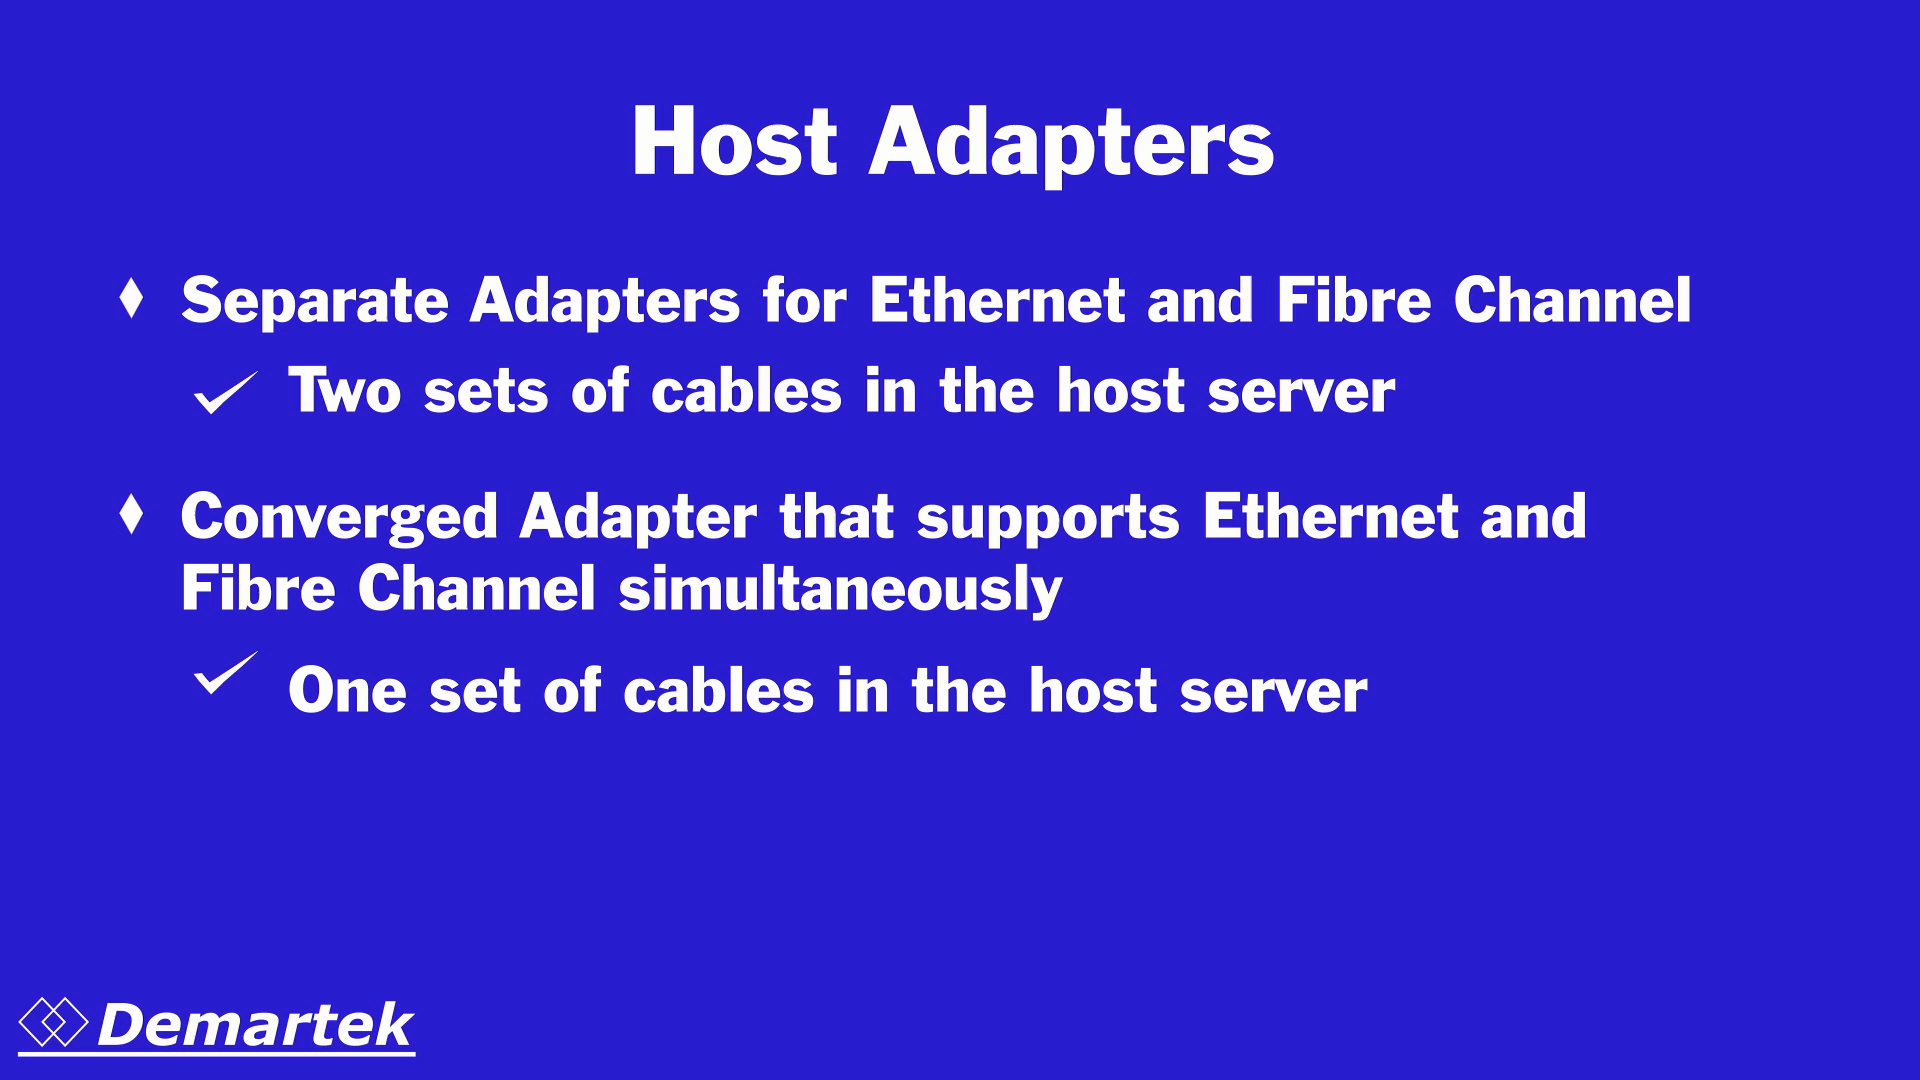 Host Adapters
Separate Adapters for Ethernet and Fibre Channel
Two sets of cables in the host server
Converged Adapter that supports Ethernet and
Fibre Channel simultaneously
One set of cables in the host server
Demartek